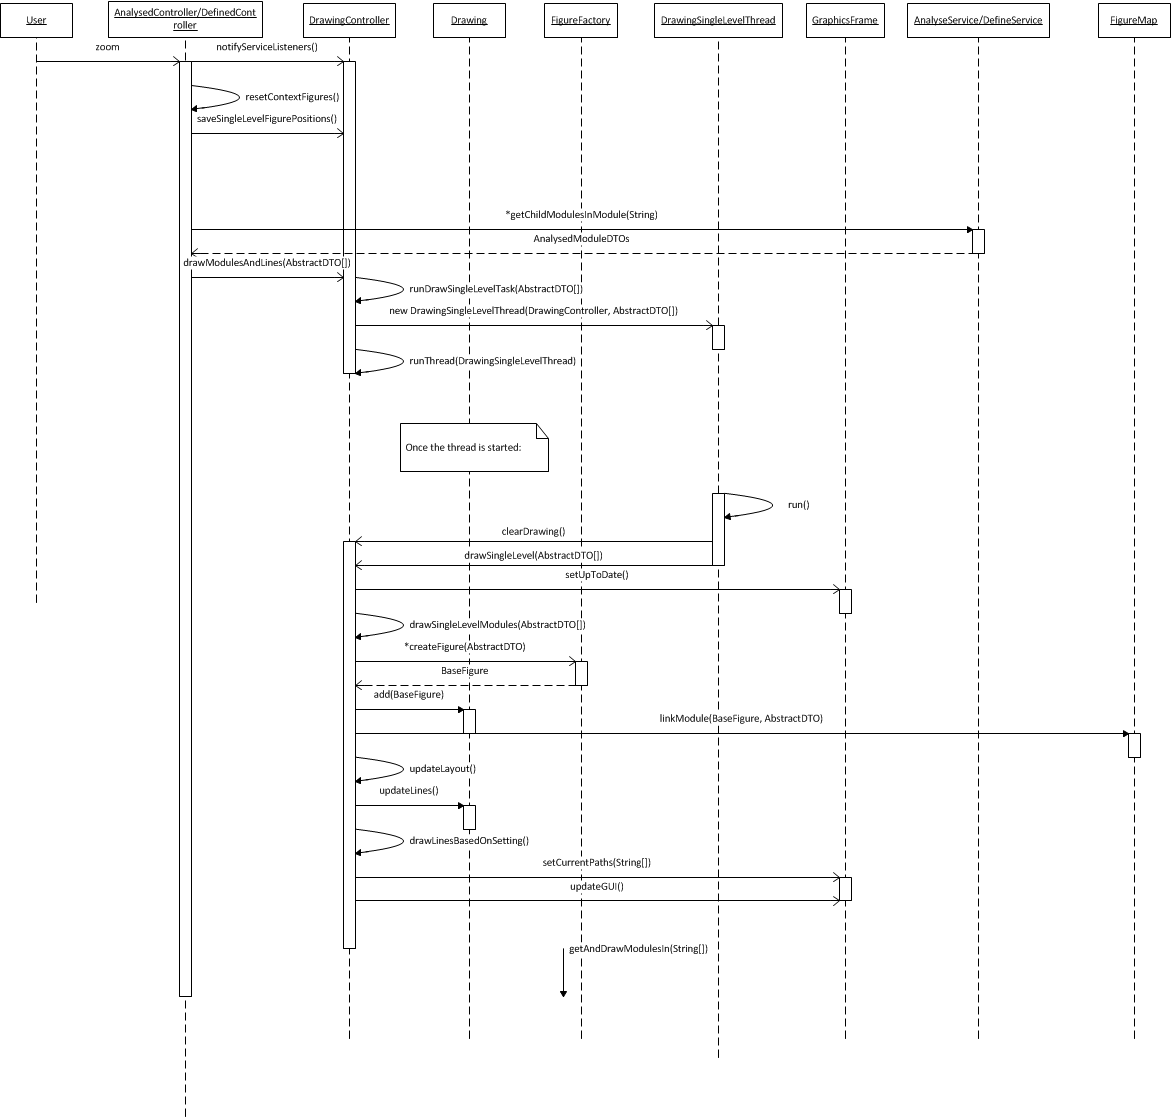 User
AnalysedController/DefinedCont
roller
DrawingController
Drawing
FigureFactory
DrawingSingleLevelThread
GraphicsFrame
AnalyseService/DefineService
FigureMap
zoom
notifyServiceListeners()
resetContextFigures()
saveSingleLevelFigurePositions()
*getChildModulesInModule(String)
AnalysedModuleDTOs
drawModulesAndLines(AbstractDTO[])
runDrawSingleLevelTask(AbstractDTO[])
new DrawingSingleLevelThread(DrawingController, AbstractDTO[])
runThread(DrawingSingleLevelThread)
Once the thread is started:
run()
clearDrawing()
drawSingleLevel(AbstractDTO[])
setUpToDate()
drawSingleLevelModules(AbstractDTO[])
*createFigure(AbstractDTO)
BaseFigure
add(BaseFigure)
linkModule(BaseFigure, AbstractDTO)
updateLayout()
updateLines()
drawLinesBasedOnSetting()
setCurrentPaths(String[])
updateGUI()
getAndDrawModulesIn(String[])